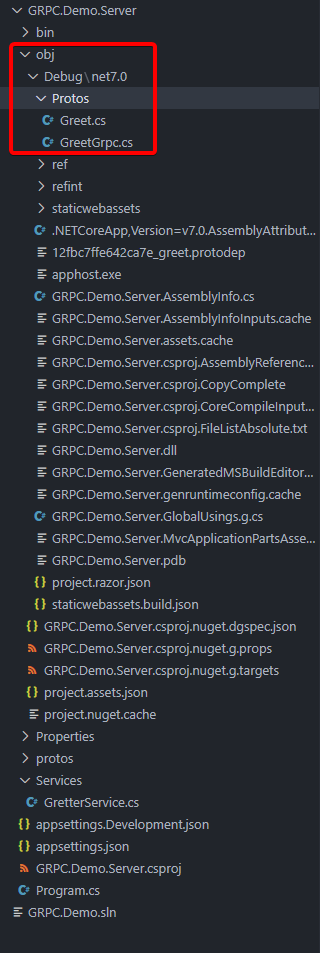 GRPC.Demo.Server
bin
obj
Debug\net7.0
Protos
C# Greet.cs
C# GreetGrpc.cs
ref
refint
staticwebassets
C# .NETCoreApp,Version=v7.0.AssemblyAttribut...
12fbc7ffe642ca7e_greet.protodep
apphost.exe
C# GRPC.Demo.Server.AssemblyInfo.cs
GRPC.Demo.Server.AssemblyInfoInputs.cache
GRPC.Demo.Server.assets.cache
GRPC.Demo.Server.csproj.AssemblyReferenc...
GRPC.Demo.Server.csproj.CopyComplete
GRPC.Demo.Server.csproj.CoreCompileInput...
GRPC.Demo.Server.csproj.FileListAbsolute.txt
GRPC.Demo.Server.dll
GRPC.Demo.Server.GeneratedMSBuildEditor...
GRPC.Demo.Server.genruntimeconfig.cache
C# GRPC.Demo.Server.GlobalUsings.g.cs
GRPC.Demo.Server.MvcApplicationPartsAsse...
GRPC.Demo.Server.pdb
{} project.razor.json
{} staticwebassets.build.json
{} GRPC.Demo.Server.csproj.nuget.dgspec.json
GRPC.Demo.Server.csproj.nuget.g.props
GRPC.Demo.Server.csproj.nuget.g.targets
{} project.assets.json
project.nuget.cache
Properties
protos
Services
C# GretterService.cs
{} appsettings.Development.json
{} appsettings.json
GRPC.Demo.Server.csproj
C# Program.cs
GRPC.Demo.sln